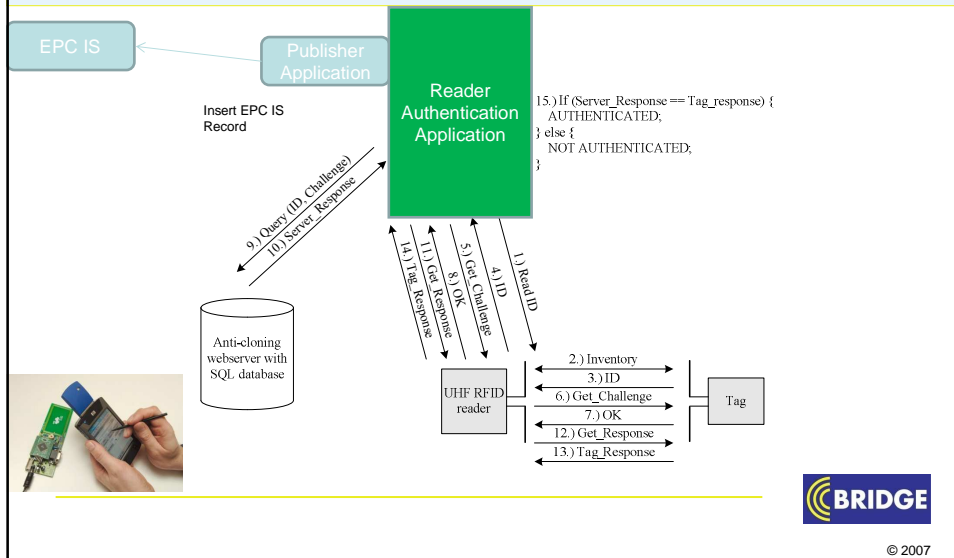 EPC IS
Publisher
Application
Reader
Authentication
Application
Insert EPC IS
Record
15.) If (Server_Response == Tag_response) {
AUTHENTICATED;
} else {
NOT AUTHENTICATED;
}
9.) Query (ID, Challenge)
10.) Server_Response
14.) Tag_Response
11.) Get_Response
8.) OK
5.) Get_Challenge
4.) ID
1.) Read ID
Anti-cloning
webserver with
SQL database
UHF RFID
reader
2.) Inventory
3.) ID
6.) Get_Challenge
7.) OK
12.) Get_Response
13.) Tag_Response
Tag
BRIDGE
© 2007